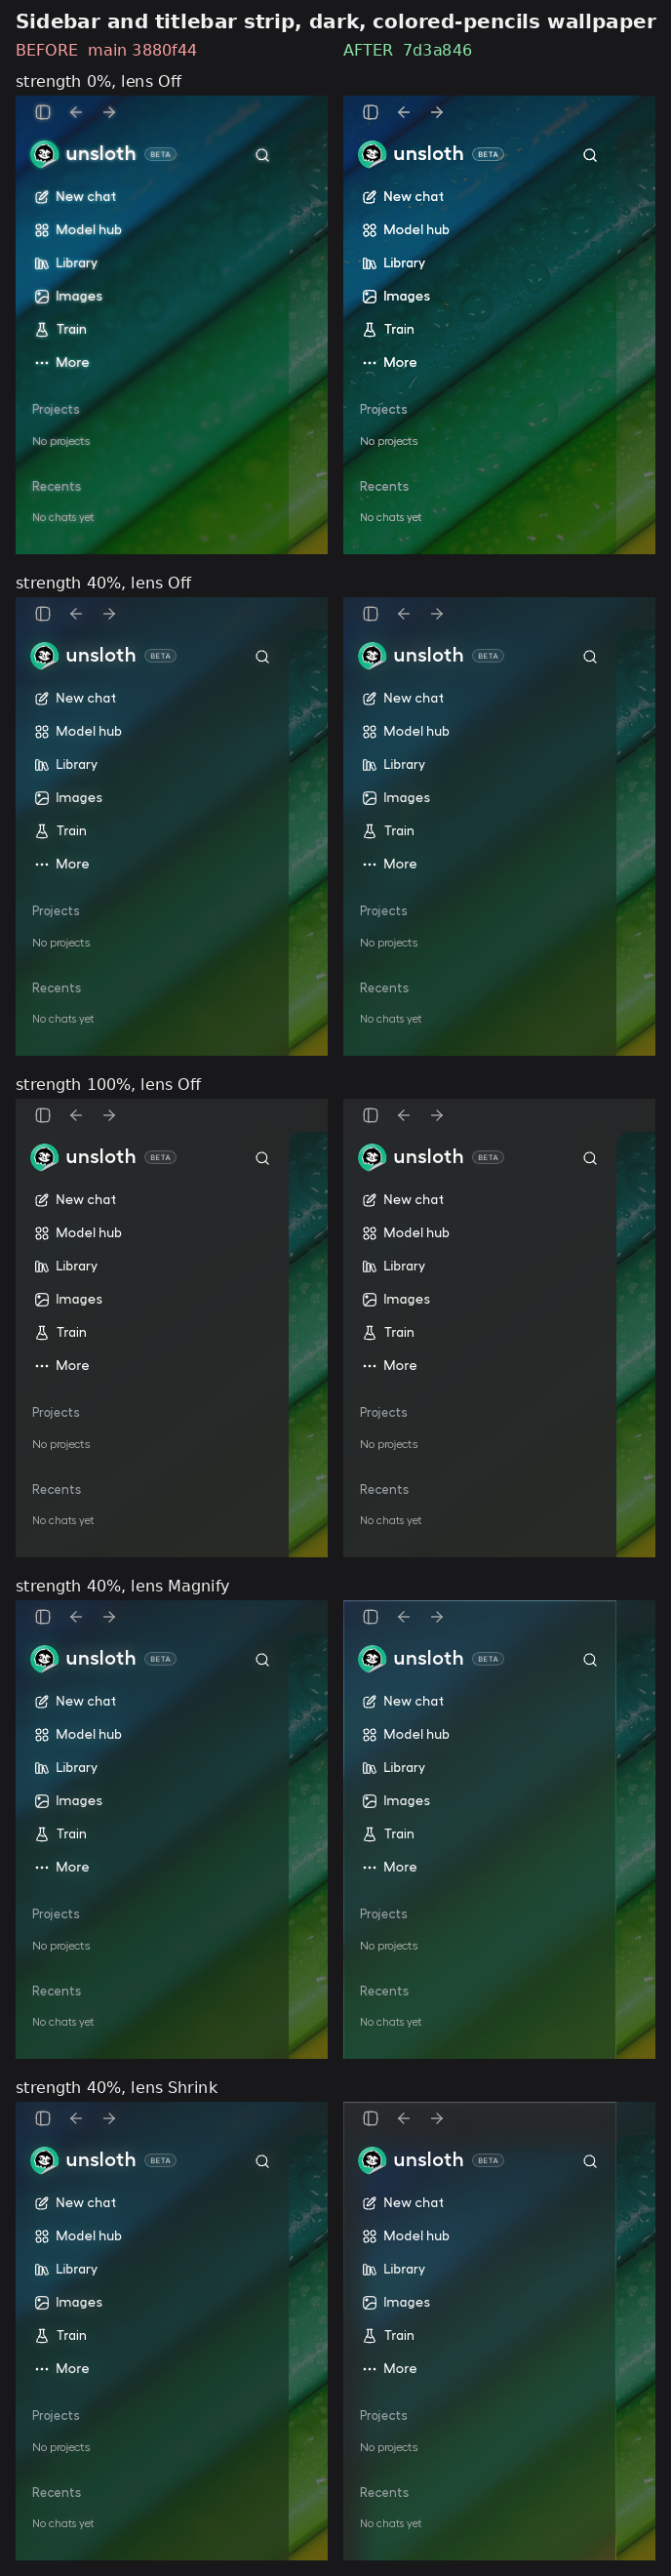 Sidebar and titlebar strip, dark, colored-pencils wallpaper
BEFORE main 3880f44
AFTER 7d3a846
strength 0%, lens Off
unsloth BETA
New chat
Model hub
Library
Images
Train
More
Projects
No projects
Recents
No chats yet
unsloth BETA
New chat
Model hub
Library
Images
Train
More
Projects
No projects
Recents
No chats yet
strength 40%, lens Off
unsloth BETA
New chat
Model hub
Library
Images
Train
More
Projects
No projects
Recents
No chats yet
unsloth BETA
New chat
Model hub
Library
Images
Train
More
Projects
No projects
Recents
No chats yet
strength 100%, lens Off
unsloth BETA
New chat
Model hub
Library
Images
Train
More
Projects
No projects
Recents
No chats yet
unsloth BETA
New chat
Model hub
Library
Images
Train
More
Projects
No projects
Recents
No chats yet
strength 40%, lens Magnify
unsloth BETA
New chat
Model hub
Library
Images
Train
More
Projects
No projects
Recents
No chats yet
unsloth BETA
New chat
Model hub
Library
Images
Train
More
Projects
No projects
Recents
No chats yet
strength 40%, lens Shrink
unsloth BETA
New chat
Model hub
Library
Images
Train
More
Projects
No projects
Recents
No chats yet
unsloth BETA
New chat
Model hub
Library
Images
Train
More
Projects
No projects
Recents
No chats yet